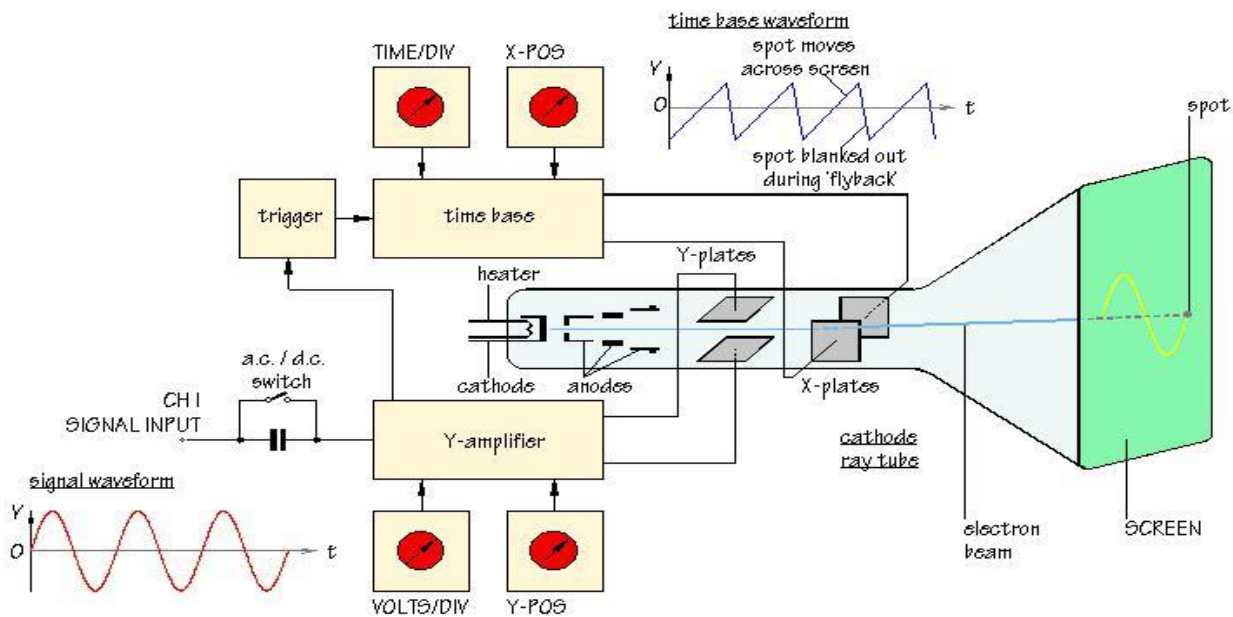 time base waveform
TIME/DIV
X-POS
spot moves
across screen
V
O
t
spot
spot blanked out
during 'flyback'
trigger
time base
Y-plates
heater
a.c. / d.c.
switch
cathode
anodes
X-plates
CH I
SIGNAL INPUT
Y-amplifier
cathode
ray tube
signal waveform
V
O
t
electron
beam
SCREEN
VOLTS/DIV
Y-POS